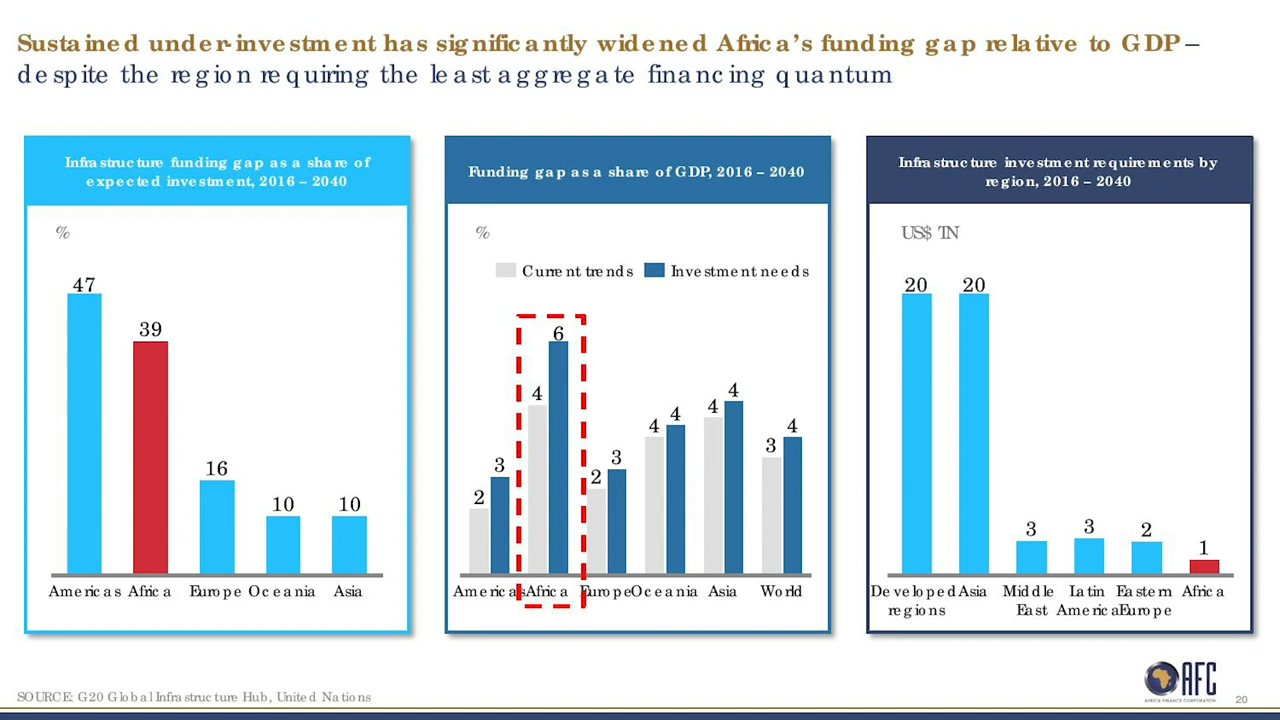 Sustained under-investment has significantly widened Africa's funding gap relative to GDP –
despite the region requiring the least aggregate financing quantum
Infrastructure funding gap as a share of
expected investment, 2016 – 2040
%
47
39
16
10
10
Americas Africa Europe Oceania Asia
Funding gap as a share of GDP, 2016 – 2040
%
Current trends Investment needs
2
3
4
6
2
3
4
4
4
4
3
4
Americas Africa Europe Oceania Asia World
Infrastructure investment requirements by
region, 2016 – 2040
US$ TN
20
20
3
3
2
1
Developed Asia Middle Latin Eastern Africa
regions East America Europe
SOURCE: G20 Global Infrastructure Hub, United Nations
AFC
AFRICA FINANCE CORPORATION
20